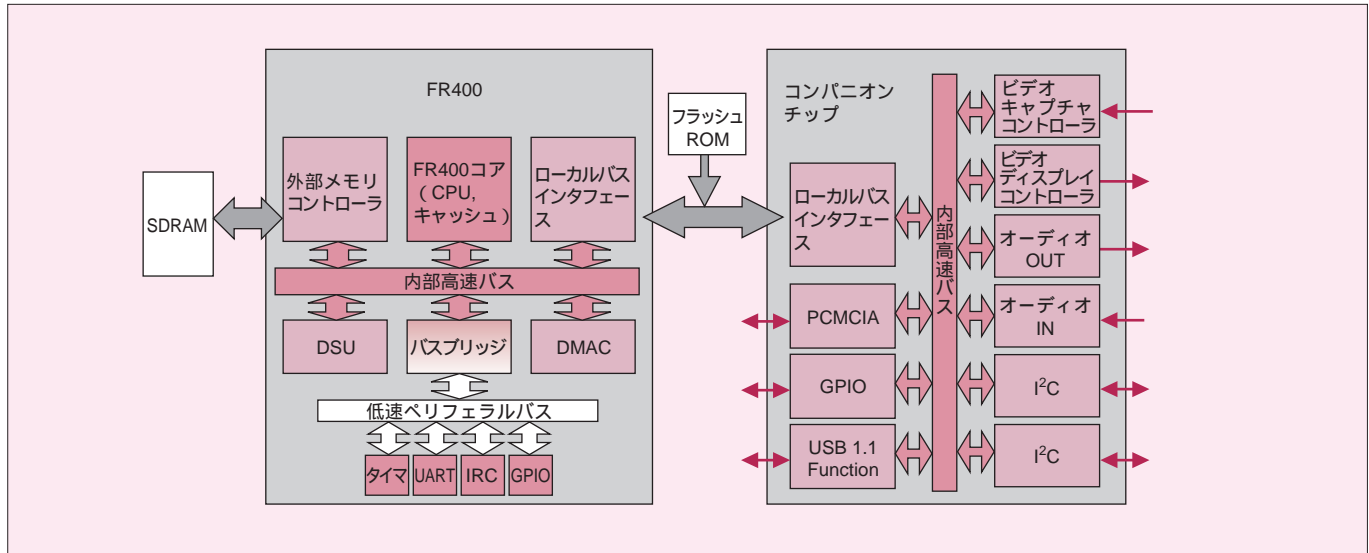 FR400
外部メモリ
コントローラ
FR400コア
(CPU,
キャッシュ)
ローカルバス
インタフェー
ス
SDRAM
内部高速バス
DSU
バスブリッジ
DMAC
低速ペリフェラルバス
タイマ
UART
IRC
GPIO
フラッシュ
ROM
コンパニオン
チップ
ローカルバス
インタフェー
ス
PCMCIA
GPIO
USB 1.1
Function
内部高速バス
ビデオ
キャプチャ
コントローラ
ビデオ
ディスプレイ
コントローラ
オーディオ
OUT
オーディオ
IN
I²C
I²C